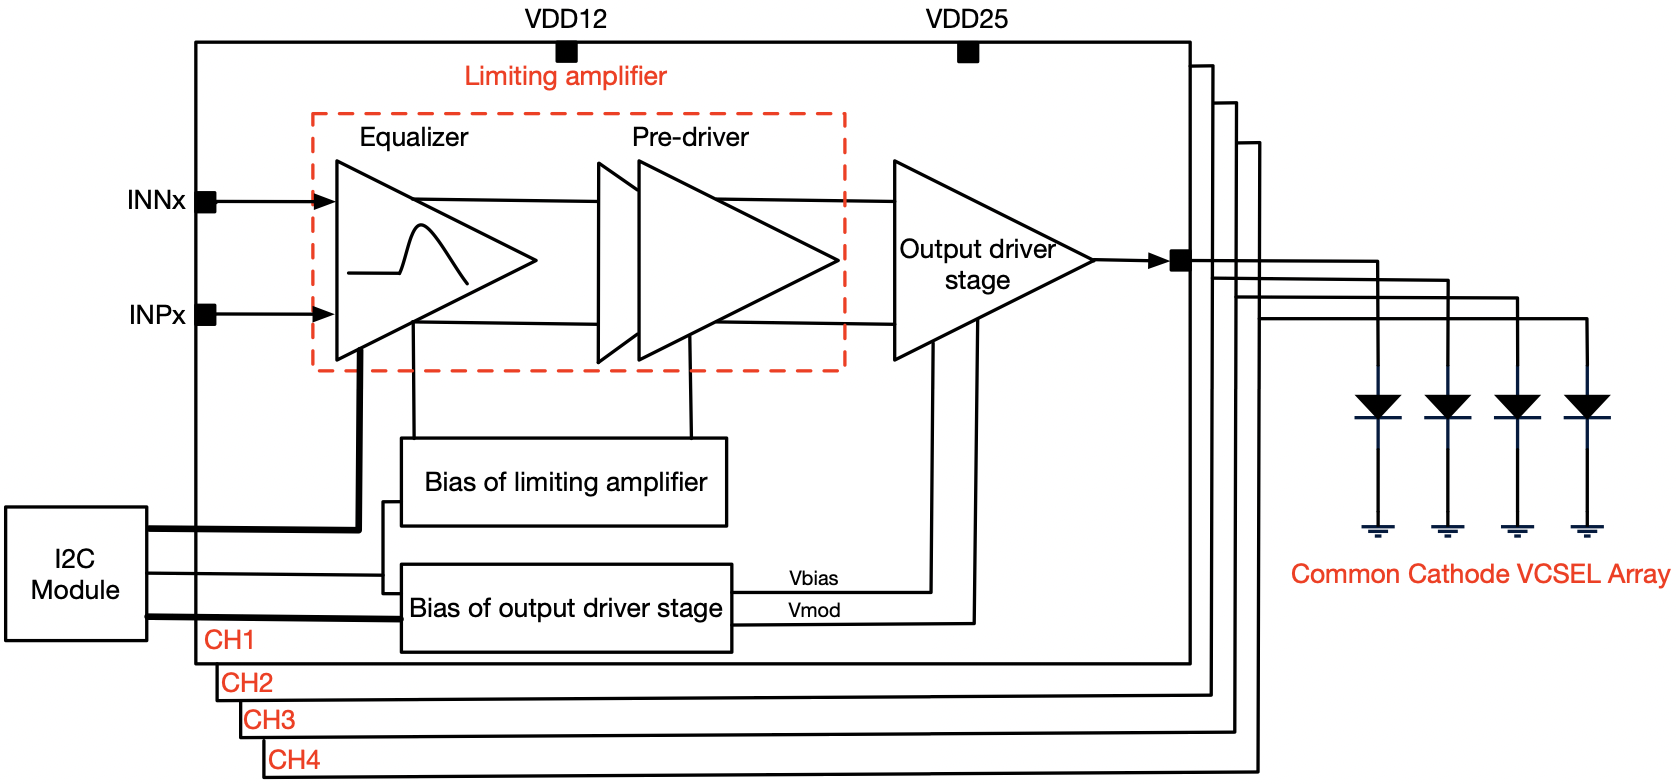 VDD12
VDD25
Limiting amplifier
Equalizer
Pre-driver
INNx
INPx
Output driver
stage
Bias of limiting amplifier
I2C
Module
Bias of output driver stage
Vbias
Vmod
Common Cathode VCSEL Array
CH1
CH2
CH3
CH4